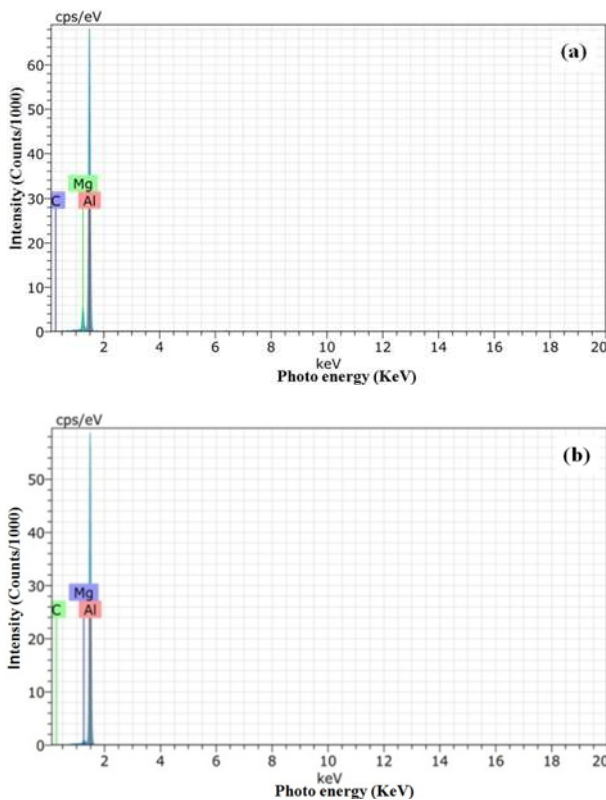 cps/eV
(a)
60
50
40
Mg
30
C
Al
20
10
0
2
4
6
8
10
12
14
16
18
20
keV
Intensity (Counts/1000)
Photo energy (KeV)
cps/eV
(b)
50
40
30
Mg
C
Al
20
10
0
2
4
6
8
10
12
14
16
18
20
keV
Intensity (Counts/1000)
Photo energy (KeV)